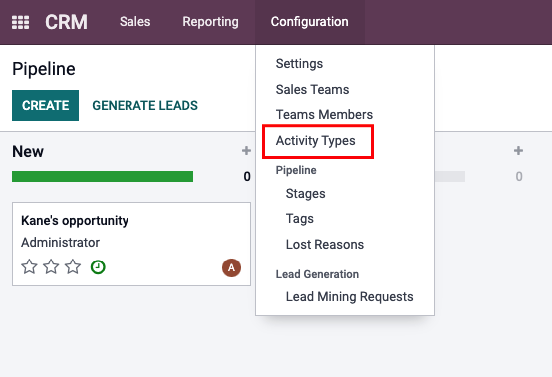 CRM Sales Reporting Configuration
Pipeline
CREATE GENERATE LEADS
Settings
Sales Teams
Teams Members
Activity Types
Pipeline
Stages
Tags
Lost Reasons
Lead Generation
Lead Mining Requests
New +
0
Kane's opportunity
Administrator
A
+
0